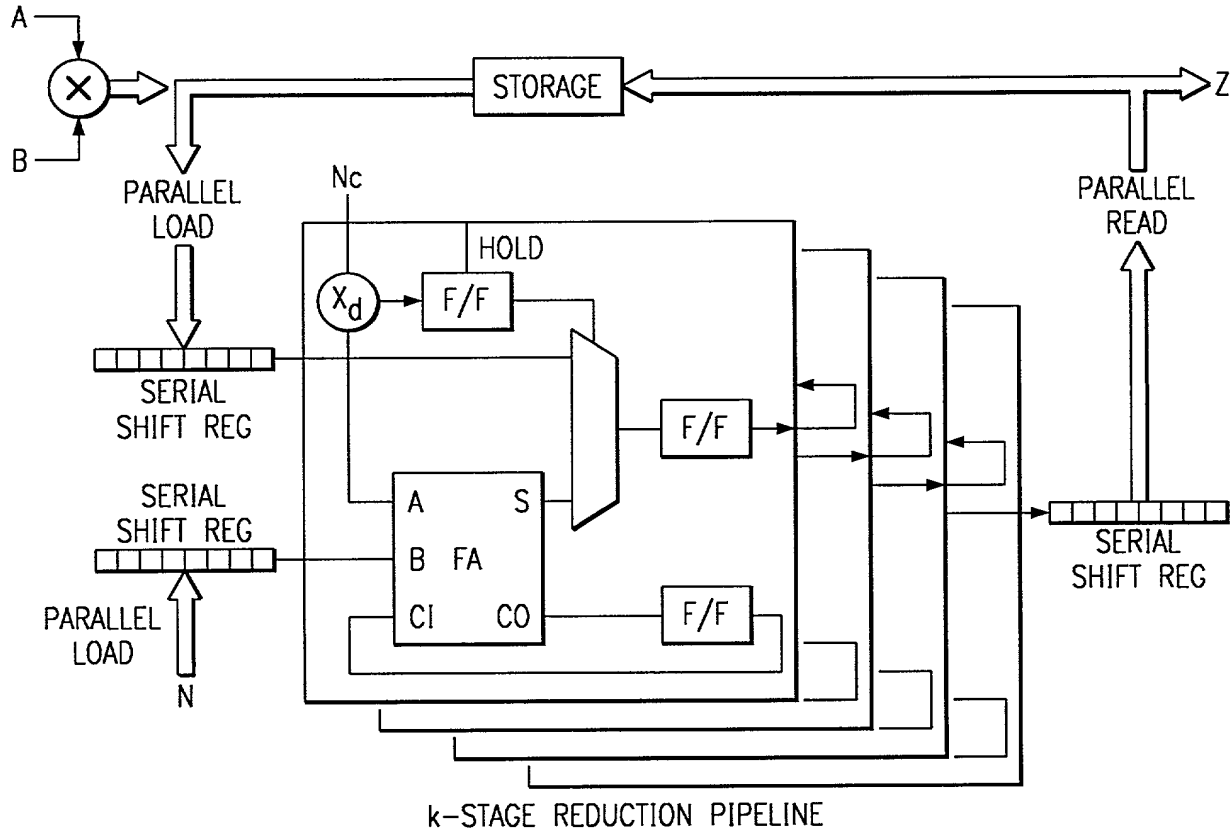 A
STORAGE
Z
B
PARALLEL
LOAD
Nc
PARALLEL
READ
HOLD
Xd
F/F
SERIAL
SHIFT REG
F/F
SERIAL
SHIFT REG
A
S
B
FA
SERIAL
SHIFT REG
PARALLEL
LOAD
CI
CO
F/F
N
k-STAGE REDUCTION PIPELINE